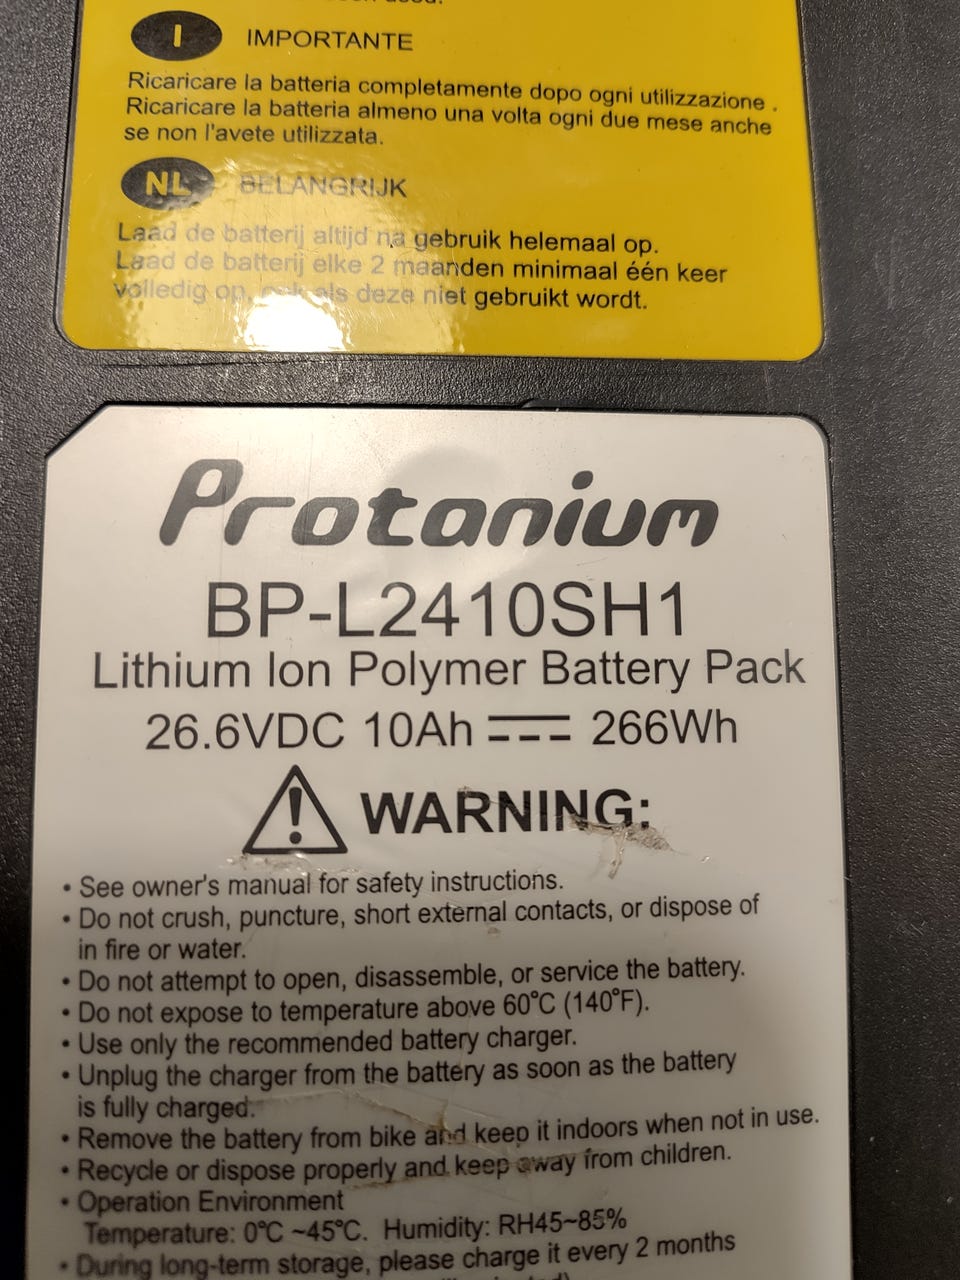 I IMPORTANTE
Ricaricare la batteria completamente dopo ogni utilizzazione .
Ricaricare la batteria almeno una volta ogni due mese anche
se non l'avete utilizzata.
NL BELANGRIJK
Laad de batterij altijd na gebruik helemaal op.
Laad de batterij elke 2 maanden minimaal één keer
volledig op, ook als deze niet gebruikt wordt.
Protanium
BP-L2410SH1
Lithium Ion Polymer Battery Pack
26.6VDC 10Ah 266Wh
WARNING:
• See owner's manual for safety instructions.
• Do not crush, puncture, short external contacts, or dispose of
in fire or water.
• Do not attempt to open, disassemble, or service the battery.
• Do not expose to temperature above 60°C (140°F).
• Use only the recommended battery charger.
• Unplug the charger from the battery as soon as the battery
is fully charged.
• Remove the battery from bike and keep it indoors when not in use.
• Recycle or dispose properly and keep away from children.
• Operation Environment
Temperature: 0°C ~45°C. Humidity: RH45~85%
• During long-term storage, please charge it every 2 months